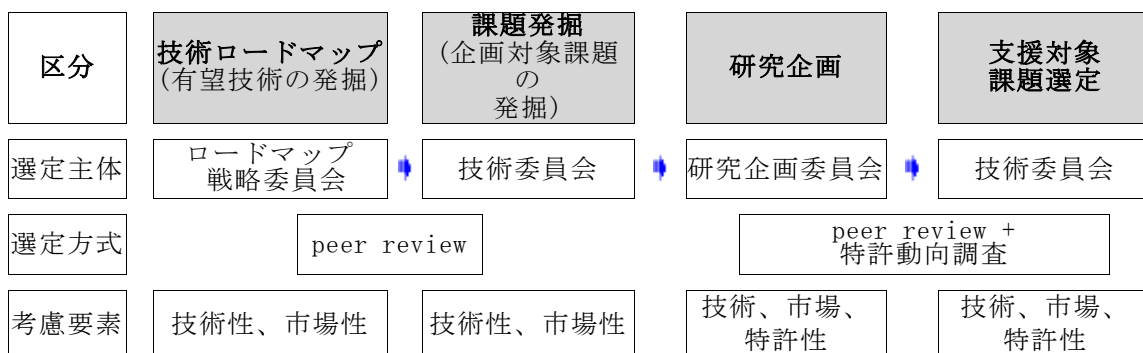 区分
技術ロードマップ
(有望技術の発掘)
課題発掘
(企画対象課題
の
発掘)
研究企画
支援対象
課題選定
選定主体
ロードマップ
戦略委員会
技術委員会
研究企画委員会
技術委員会
選定方式
peer review
peer review +
特許動向調査
考慮要素
技術性、市場性
技術性、市場性
技術、市場、
特許性
技術、市場、
特許性